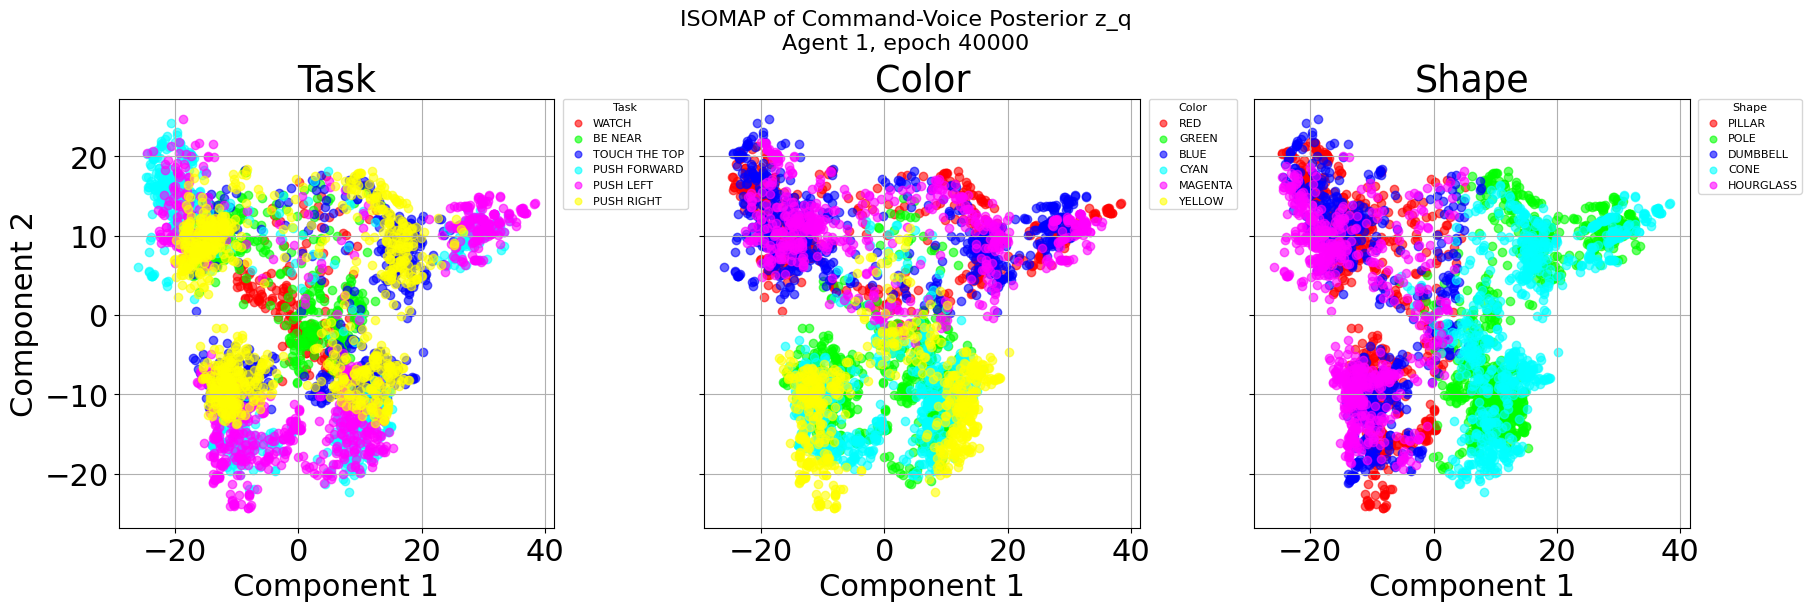 ISOMAP of Command-Voice Posterior z_q
Agent 1, epoch 40000
Task
Component 2
20
10
0
−10
−20
−20 0 20 40
Component 1
Task
WATCH
BE NEAR
TOUCH THE TOP
PUSH FORWARD
PUSH LEFT
PUSH RIGHT
Color
−20 0 20 40
Component 1
Color
RED
GREEN
BLUE
CYAN
MAGENTA
YELLOW
Shape
−20 0 20 40
Component 1
Shape
PILLAR
POLE
DUMBBELL
CONE
HOURGLASS